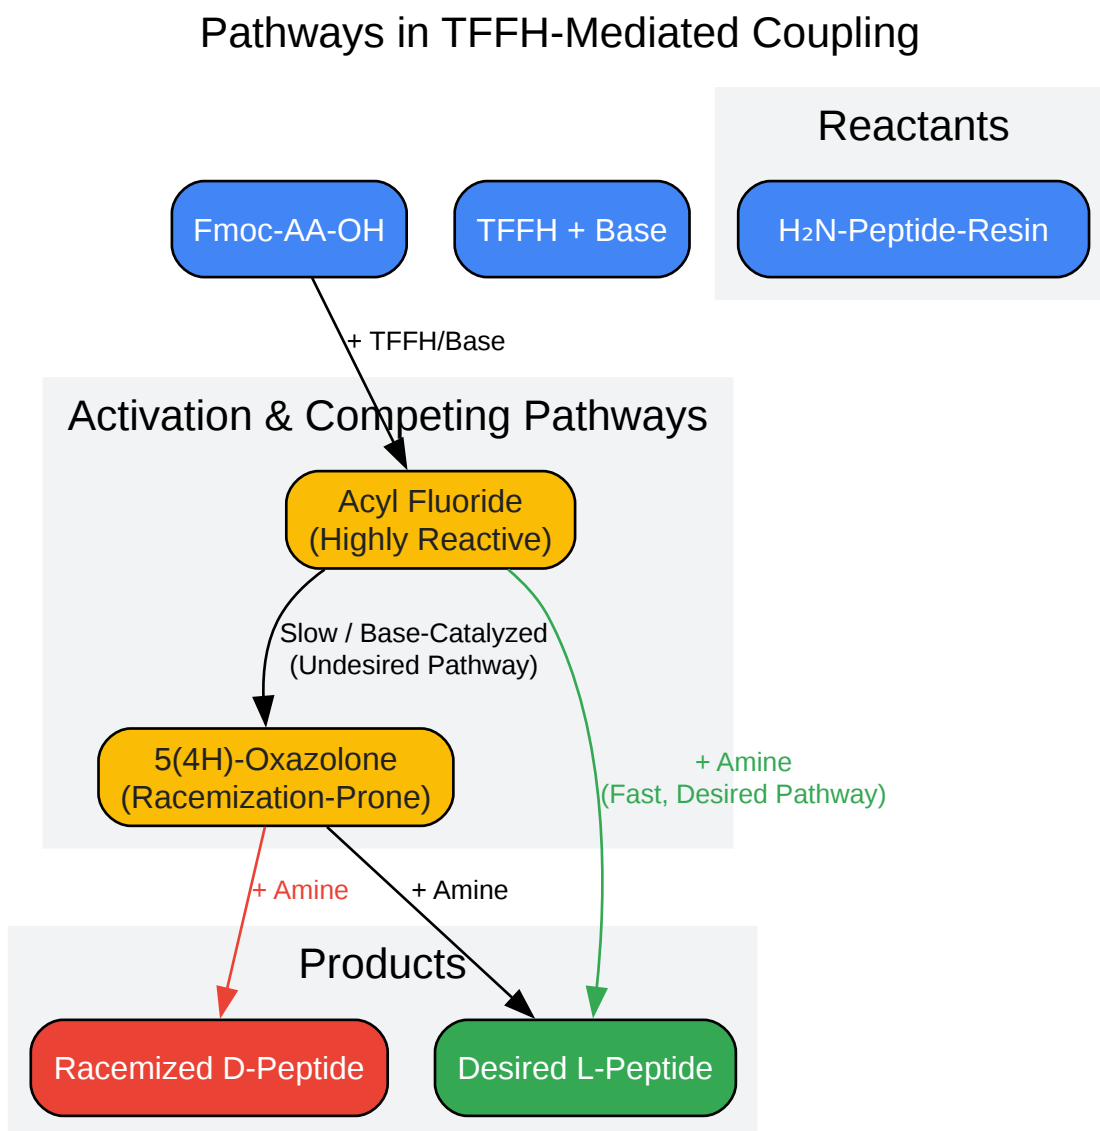 Pathways in TFFH-Mediated Coupling
Reactants
Fmoc-AA-OH
TFFH + Base
H₂N-Peptide-Resin
+ TFFH/Base
Activation & Competing Pathways
Acyl Fluoride
(Highly Reactive)
Slow / Base-Catalyzed
(Undesired Pathway)
5(4H)-Oxazolone
(Racemization-Prone)
+ Amine
(Fast, Desired Pathway)
+ Amine
+ Amine
Products
Racemized D-Peptide
Desired L-Peptide